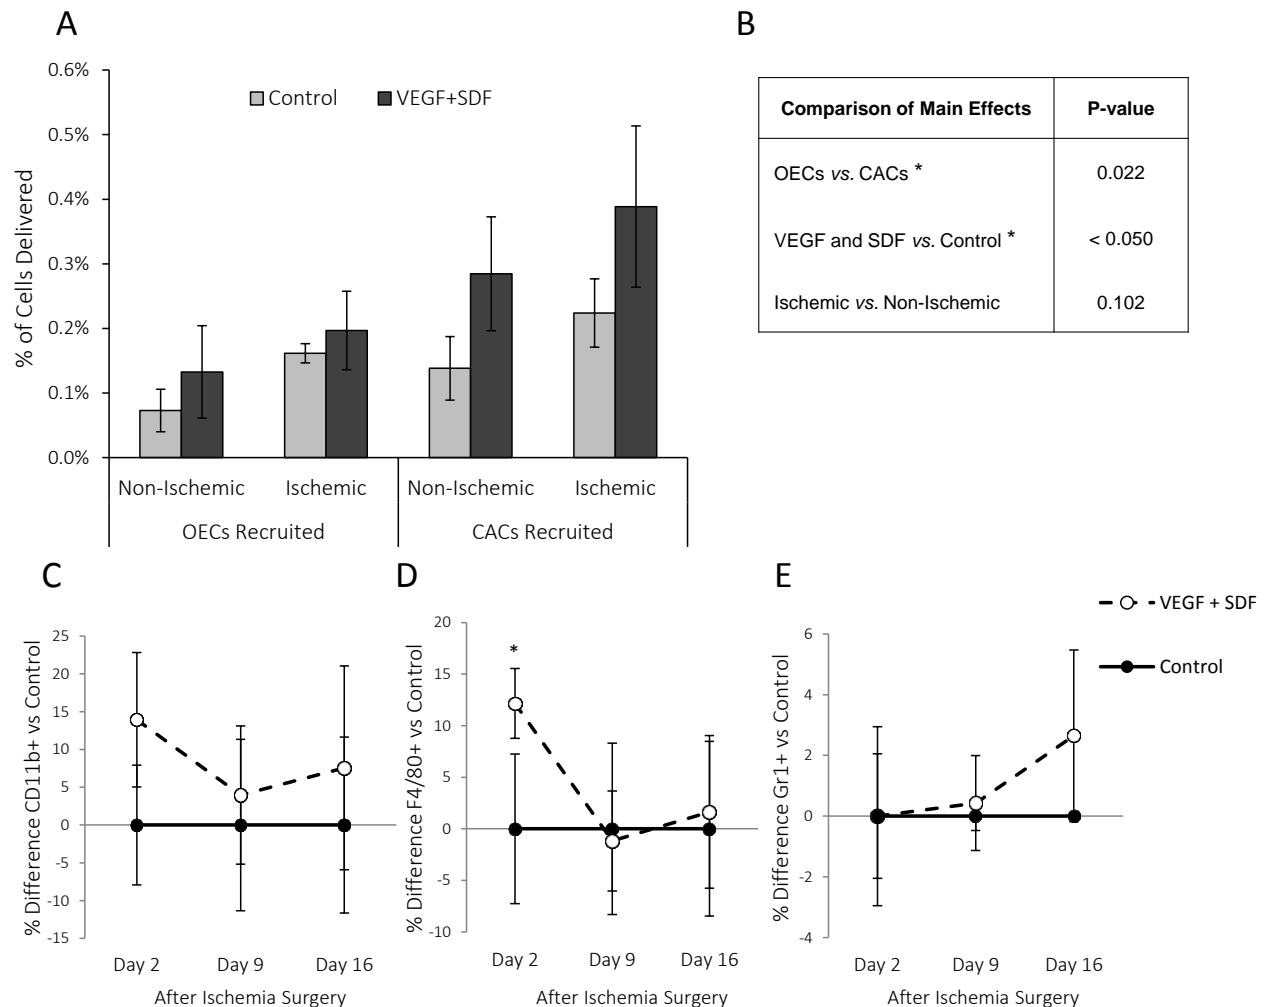 A
B
0.6%
0.5%
0.4%
0.3%
0.2%
0.1%
0.0%
% of Cells Delivered
Control VEGF+SDF
Non-Ischemic Ischemic Non-Ischemic Ischemic
OECs Recruited CACs Recruited
Comparison of Main Effects P-value
OECs vs. CACs * 0.022
VEGF and SDF vs. Control * < 0.050
Ischemic vs. Non-Ischemic 0.102
C
% Difference CD11b+ vs Control
25
20
15
10
5
0
-5
-10
-15
Day 2 Day 9 Day 16
After Ischemia Surgery
D
% Difference F4/80+ vs Control
20
15
10
5
0
-5
-10
*
Day 2 Day 9 Day 16
After Ischemia Surgery
E
% Difference Gr1+ vs Control
6
4
2
0
-2
-4
Day 2 Day 9 Day 16
After Ischemia Surgery
VEGF + SDF
Control